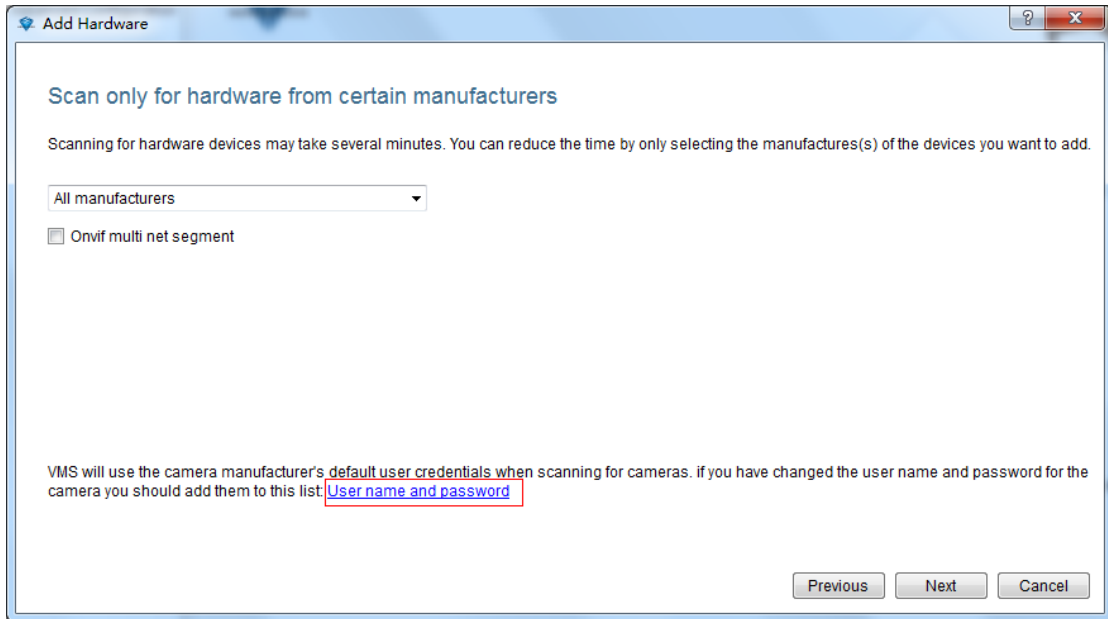 Add Hardware
Scan only for hardware from certain manufacturers
Scanning for hardware devices may take several minutes. You can reduce the time by only selecting the manufactures(s) of the devices you want to add.
All manufacturers
Onvif multi net segment
VMS will use the camera manufacturer's default user credentials when scanning for cameras. if you have changed the user name and password for the
camera you should add them to this list: User name and password
Previous Next Cancel